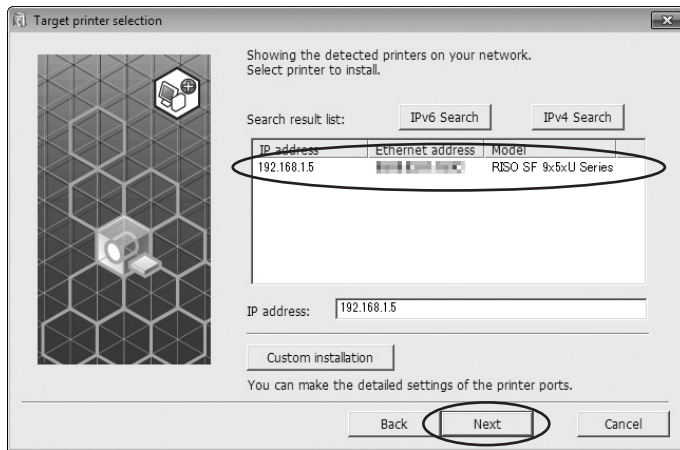 Target printer selection
Showing the detected printers on your network.
Select printer to install.
Search result list: IPv6 Search IPv4 Search
IP address Ethernet address Model
192.168.1.5 RISO SF 9x5xU Series
IP address: 192.168.1.5
Custom installation
You can make the detailed settings of the printer ports.
Back Next Cancel